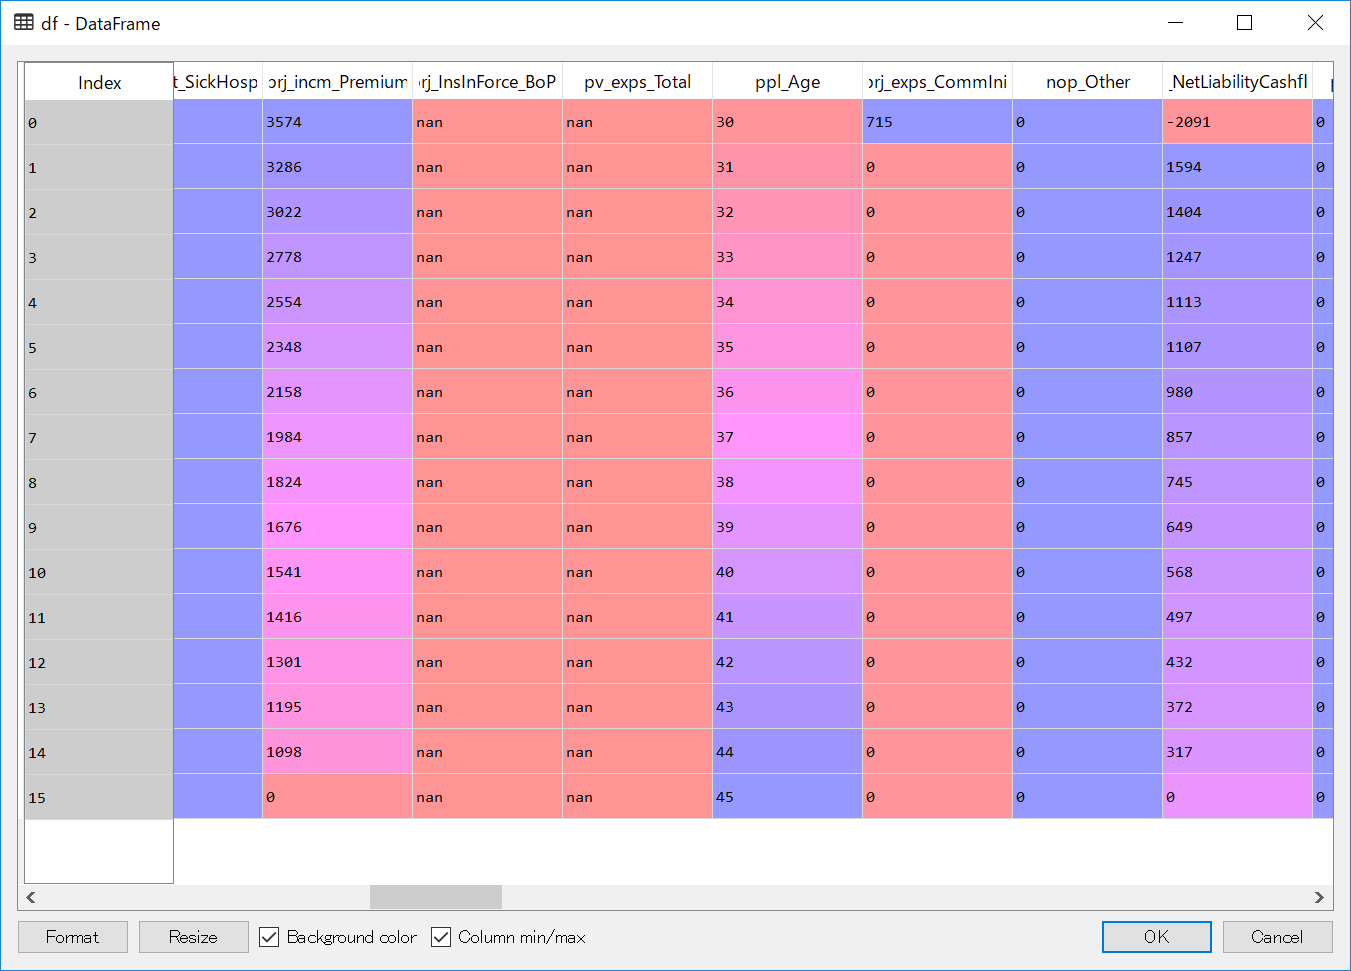 df - DataFrame
Index t_SickHosp prj_incm_Premium rj_InsInForce_BoP pv_exps_Total ppl_Age rj_exps_CommIni nop_Other _NetLiabilityCashfl
0 3574 nan nan 30 715 0 -2091 0
1 3286 nan nan 31 0 0 1594 0
2 3022 nan nan 32 0 0 1404 0
3 2778 nan nan 33 0 0 1247 0
4 2554 nan nan 34 0 0 1113 0
5 2348 nan nan 35 0 0 1107 0
6 2158 nan nan 36 0 0 980 0
7 1984 nan nan 37 0 0 857 0
8 1824 nan nan 38 0 0 745 0
9 1676 nan nan 39 0 0 649 0
10 1541 nan nan 40 0 0 568 0
11 1416 nan nan 41 0 0 497 0
12 1301 nan nan 42 0 0 432 0
13 1195 nan nan 43 0 0 372 0
14 1098 nan nan 44 0 0 317 0
15 0 nan nan 45 0 0 0 0
Format Resize Background color Column min/max OK Cancel